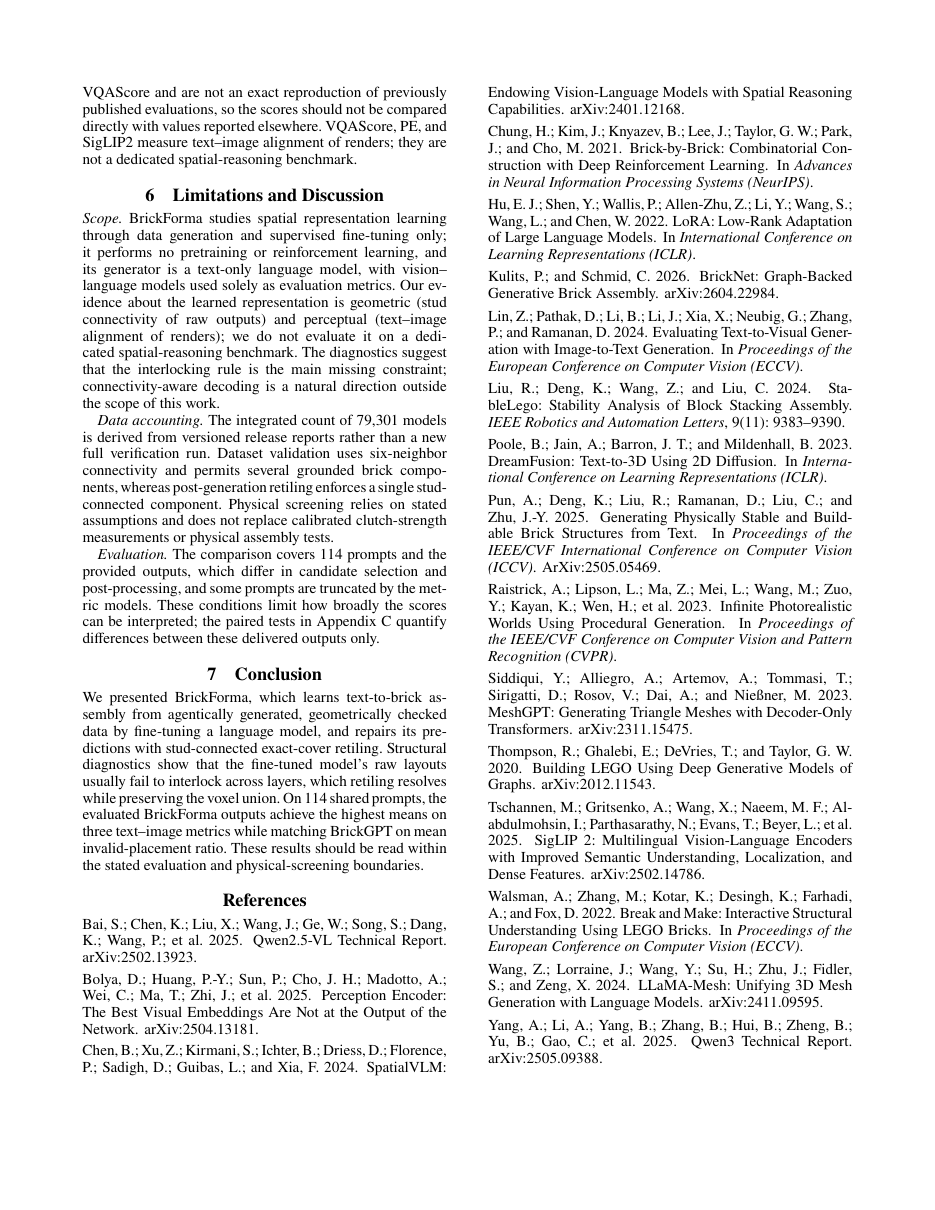 VQAScore and are not an exact reproduction of previously
published evaluations, so the scores should not be compared
directly with values reported elsewhere. VQAScore, PE, and
SigLIP2 measure text–image alignment of renders; they are
not a dedicated spatial-reasoning benchmark.
6 Limitations and Discussion
Scope. BrickForma studies spatial representation learning
through data generation and supervised fine-tuning only;
it performs no pretraining or reinforcement learning, and
its generator is a text-only language model, with vision–
language models used solely as evaluation metrics. Our ev-
idence about the learned representation is geometric (stud
connectivity of raw outputs) and perceptual (text–image
alignment of renders); we do not evaluate it on a dedi-
cated spatial-reasoning benchmark. The diagnostics suggest
that the interlocking rule is the main missing constraint;
connectivity-aware decoding is a natural direction outside
the scope of this work.
Data accounting. The integrated count of 79,301 models
is derived from versioned release reports rather than a new
full verification run. Dataset validation uses six-neighbor
connectivity and permits several grounded brick compo-
nents, whereas post-generation retiling enforces a single stud-
connected component. Physical screening relies on stated
assumptions and does not replace calibrated clutch-strength
measurements or physical assembly tests.
Evaluation. The comparison covers 114 prompts and the
provided outputs, which differ in candidate selection and
post-processing, and some prompts are truncated by the met-
ric models. These conditions limit how broadly the scores
can be interpreted; the paired tests in Appendix C quantify
differences between these delivered outputs only.
7 Conclusion
We presented BrickForma, which learns text-to-brick as-
sembly from agentically generated, geometrically checked
data by fine-tuning a language model, and repairs its pre-
dictions with stud-connected exact-cover retiling. Structural
diagnostics show that the fine-tuned model's raw layouts
usually fail to interlock across layers, which retiling resolves
while preserving the voxel union. On 114 shared prompts, the
evaluated BrickForma outputs achieve the highest means on
three text–image metrics while matching BrickGPT on mean
invalid-placement ratio. These results should be read within
the stated evaluation and physical-screening boundaries.
References
Bai, S.; Chen, K.; Liu, X.; Wang, J.; Ge, W.; Song, S.; Dang,
K.; Wang, P.; et al. 2025. Qwen2.5-VL Technical Report.
arXiv:2502.13923.
Bolya, D.; Huang, P.-Y.; Sun, P.; Cho, J. H.; Madotto, A.;
Wei, C.; Ma, T.; Zhi, J.; et al. 2025. Perception Encoder:
The Best Visual Embeddings Are Not at the Output of the
Network. arXiv:2504.13181.
Chen, B.; Xu, Z.; Kirmani, S.; Ichter, B.; Driess, D.; Florence,
P.; Sadigh, D.; Guibas, L.; and Xia, F. 2024. SpatialVLM:
Endowing Vision-Language Models with Spatial Reasoning
Capabilities. arXiv:2401.12168.
Chung, H.; Kim, J.; Knyazev, B.; Lee, J.; Taylor, G. W.; Park,
J.; and Cho, M. 2021. Brick-by-Brick: Combinatorial Con-
struction with Deep Reinforcement Learning. In Advances
in Neural Information Processing Systems (NeurIPS).
Hu, E. J.; Shen, Y.; Wallis, P.; Allen-Zhu, Z.; Li, Y.; Wang, S.;
Wang, L.; and Chen, W. 2022. LoRA: Low-Rank Adaptation
of Large Language Models. In International Conference on
Learning Representations (ICLR).
Kulits, P.; and Schmid, C. 2026. BrickNet: Graph-Backed
Generative Brick Assembly. arXiv:2604.22984.
Lin, Z.; Pathak, D.; Li, B.; Li, J.; Xia, X.; Neubig, G.; Zhang,
P.; and Ramanan, D. 2024. Evaluating Text-to-Visual Gener-
ation with Image-to-Text Generation. In Proceedings of the
European Conference on Computer Vision (ECCV).
Liu, R.; Deng, K.; Wang, Z.; and Liu, C. 2024. Sta-
bleLego: Stability Analysis of Block Stacking Assembly.
IEEE Robotics and Automation Letters, 9(11): 9383–9390.
Poole, B.; Jain, A.; Barron, J. T.; and Mildenhall, B. 2023.
DreamFusion: Text-to-3D Using 2D Diffusion. In Interna-
tional Conference on Learning Representations (ICLR).
Pun, A.; Deng, K.; Liu, R.; Ramanan, D.; Liu, C.; and
Zhu, J.-Y. 2025. Generating Physically Stable and Build-
able Brick Structures from Text. In Proceedings of the
IEEE/CVF International Conference on Computer Vision
(ICCV). ArXiv:2505.05469.
Raistrick, A.; Lipson, L.; Ma, Z.; Mei, L.; Wang, M.; Zuo,
Y.; Kayan, K.; Wen, H.; et al. 2023. Infinite Photorealistic
Worlds Using Procedural Generation. In Proceedings of
the IEEE/CVF Conference on Computer Vision and Pattern
Recognition (CVPR).
Siddiqui, Y.; Alliegro, A.; Artemov, A.; Tommasi, T.;
Sirigatti, D.; Rosov, V.; Dai, A.; and Nießner, M. 2023.
MeshGPT: Generating Triangle Meshes with Decoder-Only
Transformers. arXiv:2311.15475.
Thompson, R.; Ghalebi, E.; DeVries, T.; and Taylor, G. W.
2020. Building LEGO Using Deep Generative Models of
Graphs. arXiv:2012.11543.
Tschannen, M.; Gritsenko, A.; Wang, X.; Naeem, M. F.; Al-
abdulmohsin, I.; Parthasarathy, N.; Evans, T.; Beyer, L.; et al.
2025. SigLIP 2: Multilingual Vision-Language Encoders
with Improved Semantic Understanding, Localization, and
Dense Features. arXiv:2502.14786.
Walsman, A.; Zhang, M.; Kotar, K.; Desingh, K.; Farhadi,
A.; and Fox, D. 2022. Break and Make: Interactive Structural
Understanding Using LEGO Bricks. In Proceedings of the
European Conference on Computer Vision (ECCV).
Wang, Z.; Lorraine, J.; Wang, Y.; Su, H.; Zhu, J.; Fidler,
S.; and Zeng, X. 2024. LLaMA-Mesh: Unifying 3D Mesh
Generation with Language Models. arXiv:2411.09595.
Yang, A.; Li, A.; Yang, B.; Zhang, B.; Hui, B.; Zheng, B.;
Yu, B.; Gao, C.; et al. 2025. Qwen3 Technical Report.
arXiv:2505.09388.